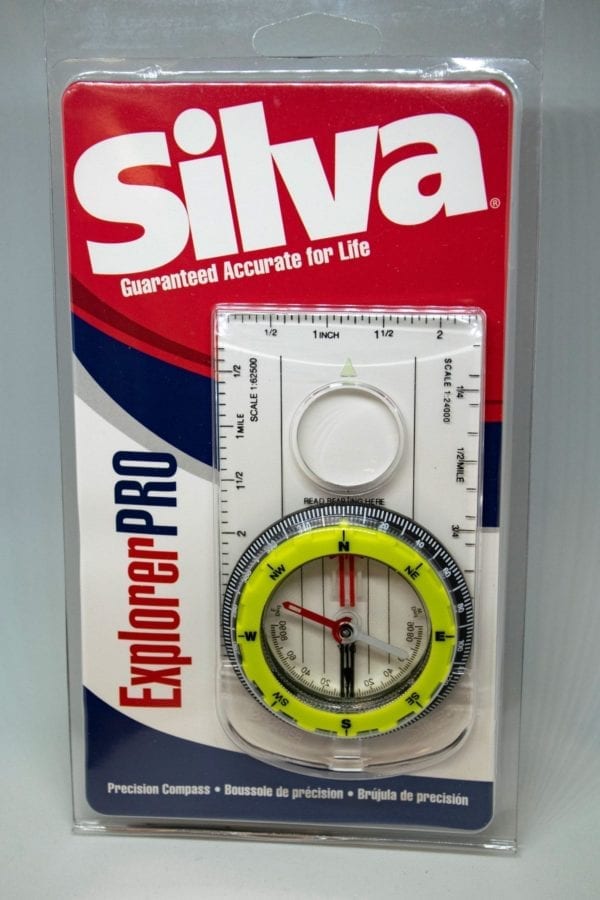 Silva®
Guaranteed Accurate for Life
1/2 1 INCH 1 1/2 2
SCALE 1:62500
1/2
1 MILE
1 1/2
2
SCALE 1:24000
1/4
1/2 MILE
3/4
READ BEARING HERE
N
NE
E
SE
S
SW
W
NW
ExplorerPRO
Precision Compass • Boussole de précision • Brújula de precisión